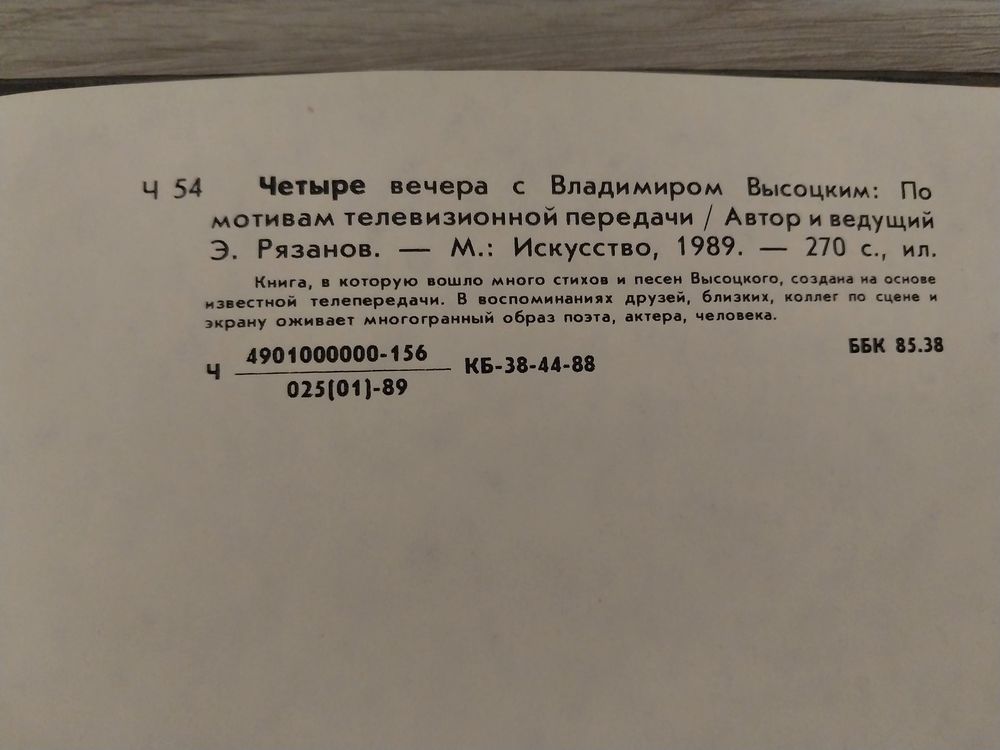 Ч 54 Четыре вечера с Владимиром Высоцким: По
мотивам телевизионной передачи / Автор и ведущий
Э. Рязанов. — М.: Искусство, 1989. — 270 с., ил.
Книга, в которую вошло много стихов и песен Высоцкого, создана на основе
известной телепередачи. В воспоминаниях друзей, близких, коллег по сцене и
экрану оживает многогранный образ поэта, актера, человека.
ББК 85.38
4901000000-156
Ч КБ-38-44-88
025(01)-89